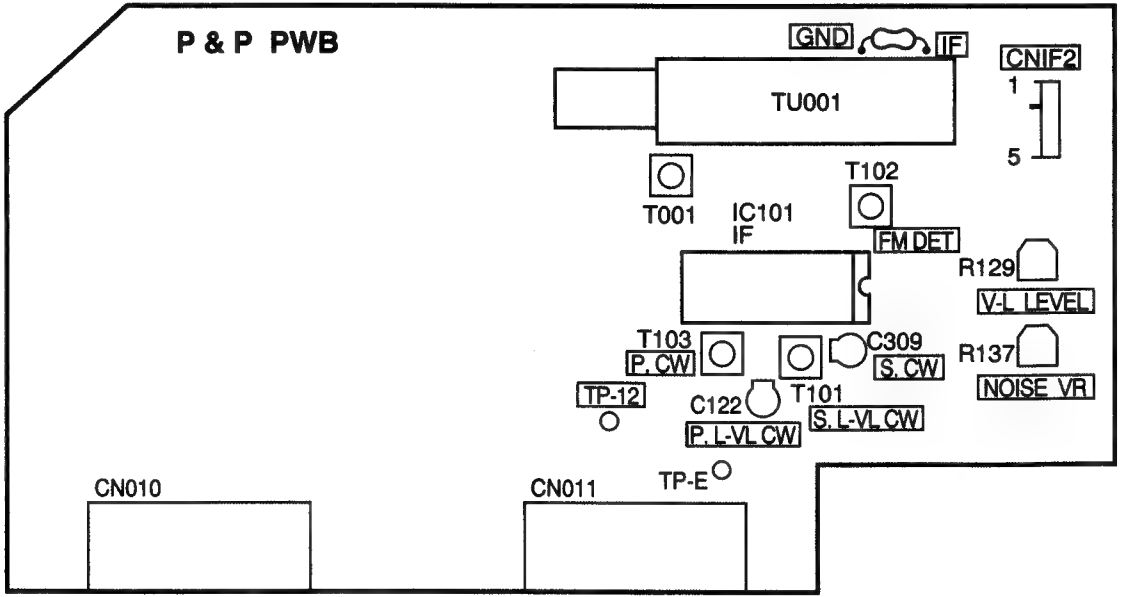 P & P PWB
GND
IF
CNIF2
1
TU001
5
T102
T001
IC101
IF
FM DET
R129
V-L LEVEL
T103
C309
R137
P. CW
S. CW
NOISE VR
TP-12
T101
C122
S. L-VL CW
P. L-VL CW
TP-E
CN010
CN011